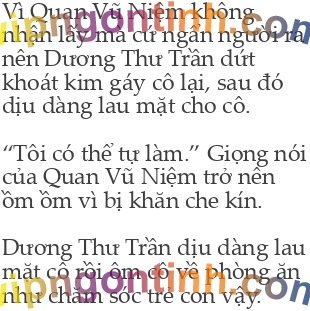 Vì Quan Vũ Niệm không
nhận lấy mà cứ ngẩn người ra
nên Dương Thư Trần dứt
khoát kìm gáy cô lại, sau đó
dịu dàng lau mặt cho cô.
“Tôi có thể tự làm.” Giọng nói
của Quan Vũ Niệm trở nên
ồm ồm vì bị khăn che kín.
Dương Thư Trần dịu dàng lau
mặt cô rồi ôm cô về phòng ăn
như chăm sóc trẻ con vậy.
vipngontinh.com
vipngontinh.com